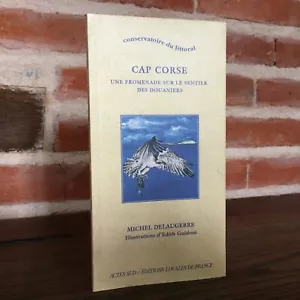 conservatoire du littoral
CAP CORSE
UNE PROMENADE SUR LE SENTIER
DES DOUANIERS
MICHEL DELAUGERRE
Illustrations d'Edith Guidoni
ACTES SUD / ÉDITIONS LOCALES DE FRANCE